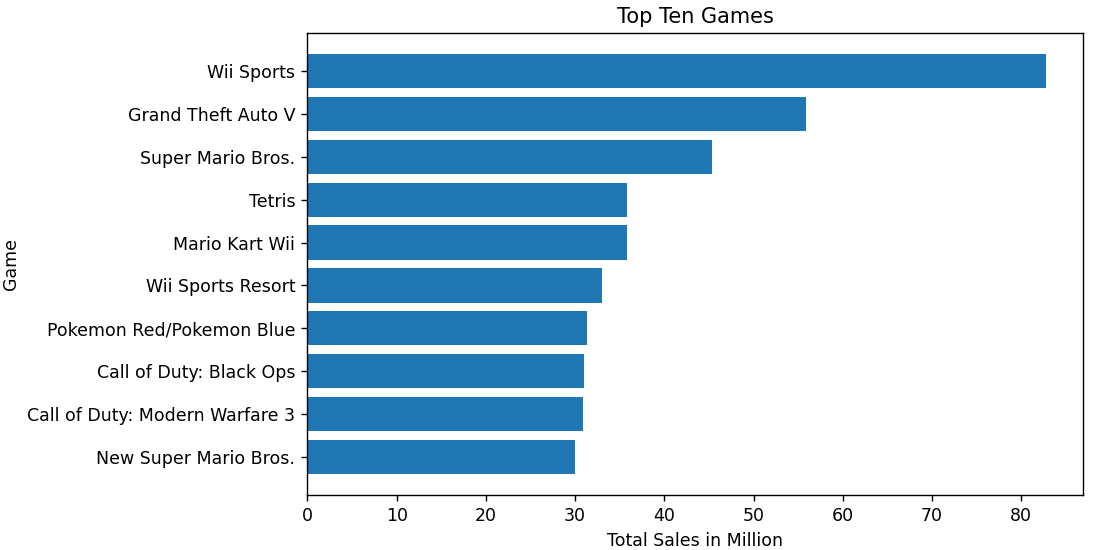 Top Ten Games
Game
Wii Sports
Grand Theft Auto V
Super Mario Bros.
Tetris
Mario Kart Wii
Wii Sports Resort
Pokemon Red/Pokemon Blue
Call of Duty: Black Ops
Call of Duty: Modern Warfare 3
New Super Mario Bros.
0 10 20 30 40 50 60 70 80
Total Sales in Million